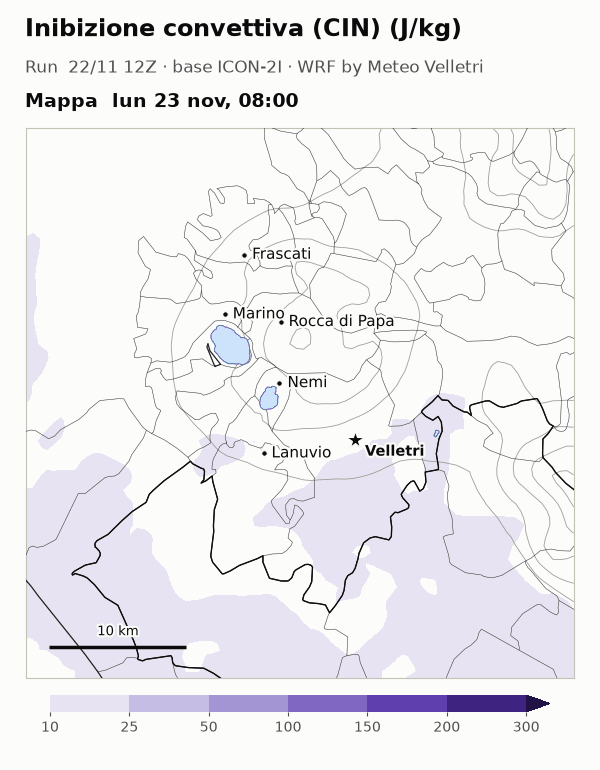 Inibizione convettiva (CIN) (J/kg)
Run  22/11 12Z · base ICON-2I · WRF by Meteo Velletri
Mappa  lun 23 nov, 08:00
Frascati
Marino
Rocca di Papa
Nemi
Velletri
Lanuvio
10 km
10 25 50 100 150 200 300